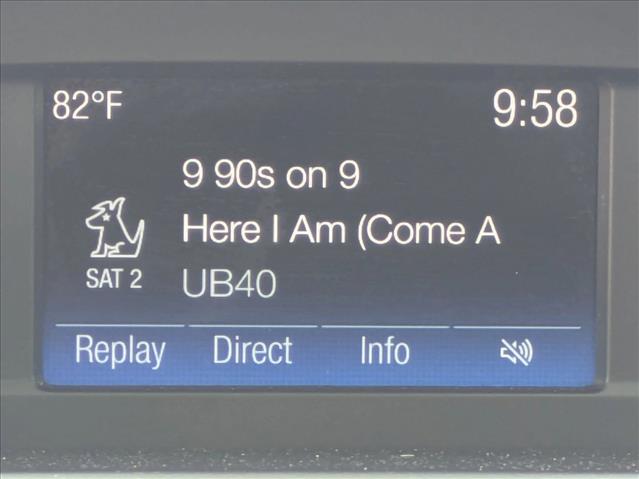 82°F 9:58
9 90s on 9
Here I Am (Come A
SAT 2 UB40
Replay Direct Info